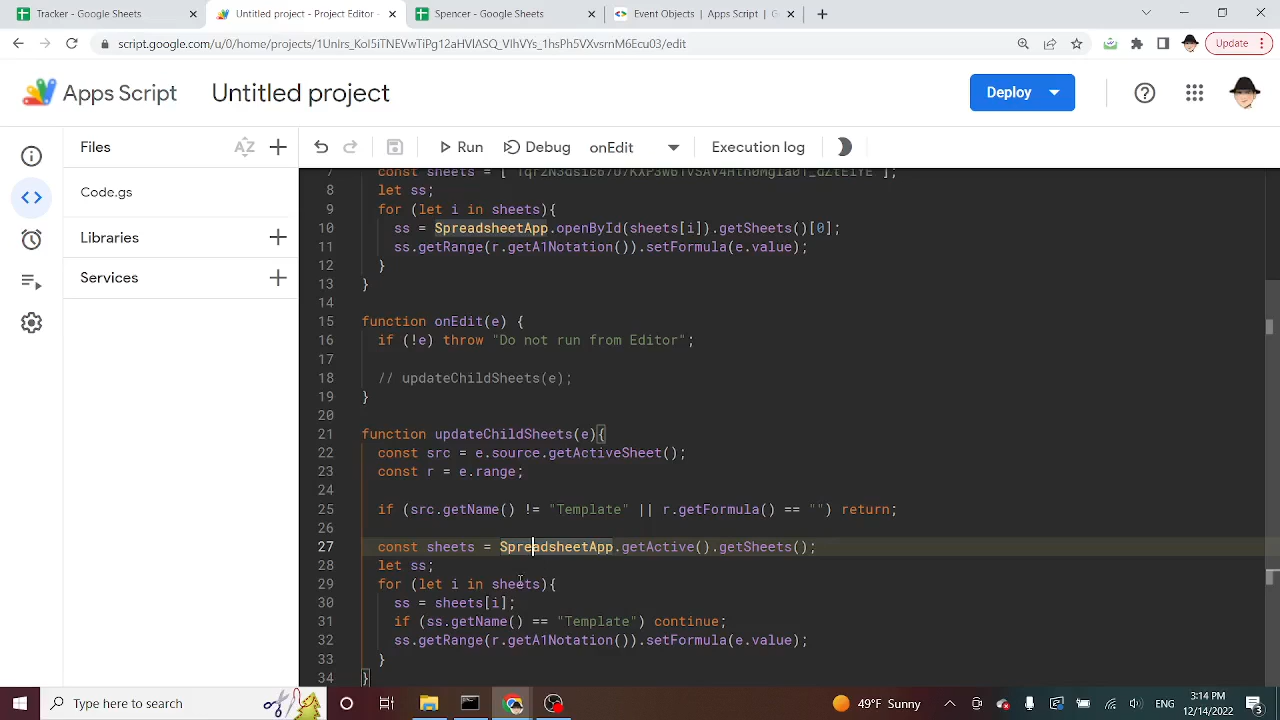 Tracker - Google Sheets
Untitled project - Project Editor -
Spencer - Google Sheets
Event Objects | Apps Script | G
script.google.com/u/0/home/projects/
/edit
Update
Apps Script
Untitled project
Deploy
Files
AZ
Run
Debug
onEdit
Execution log
Code.gs
Libraries
Services
7 const sheets = [
8 let ss;
9 for (let i in sheets){
10 ss = SpreadsheetApp.openById(sheets[i]).getSheets()[0];
11 ss.getRange(r.getA1Notation()).setFormula(e.value);
12 }
13 }
14
15 function onEdit(e) {
16 if (!e) throw "Do not run from Editor";
17
18 // updateChildSheets(e);
19 }
20
21 function updateChildSheets(e){
22 const src = e.source.getActiveSheet();
23 const r = e.range;
24
25 if (src.getName() != "Template" || r.getFormula() == "") return;
26
27 const sheets = SpreadsheetApp.getActive().getSheets();
28 let ss;
29 for (let i in sheets){
30 ss = sheets[i];
31 if (ss.getName() == "Template") continue;
32 ss.getRange(r.getA1Notation()).setFormula(e.value);
33 }
34 }
Type here to search
49°F Sunny
ENG
3:14 PM
12/14/2022